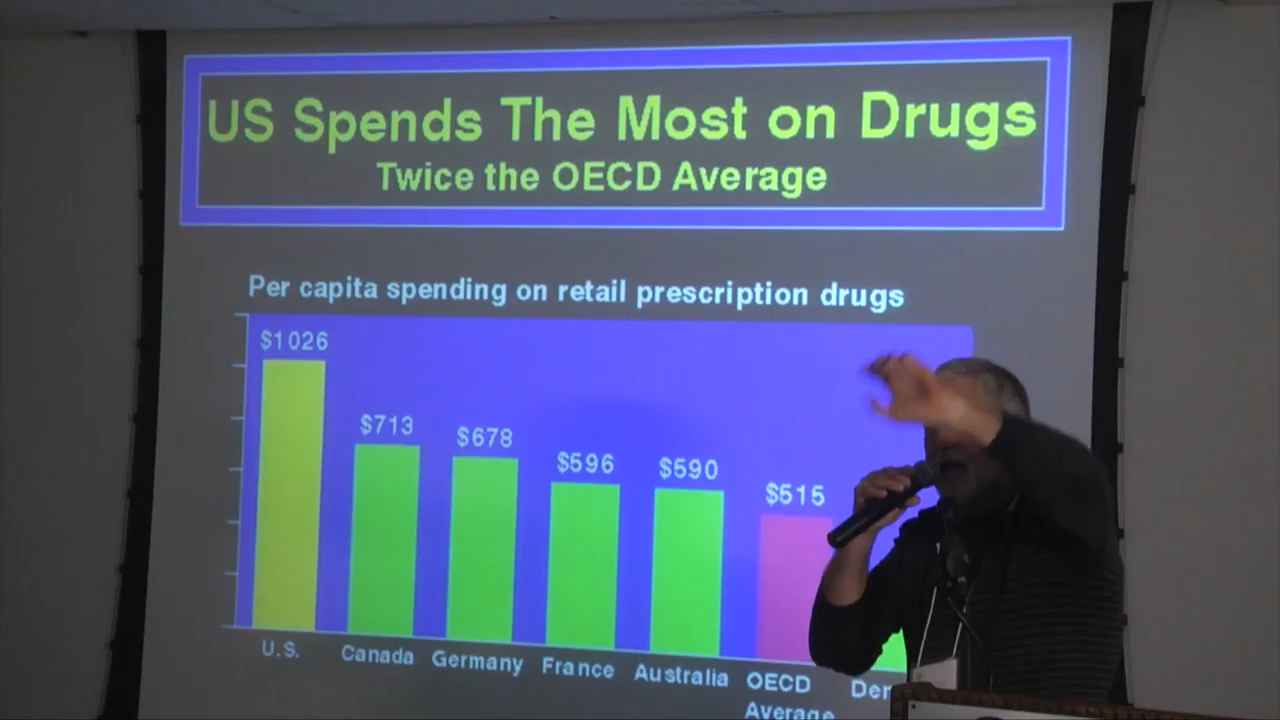 US Spends The Most on Drugs
Twice the OECD Average
Per capita spending on retail prescription drugs
$1026
$713
$678
$596
$590
$515
U.S.
Canada
Germany
France
Australia
OECD
Average